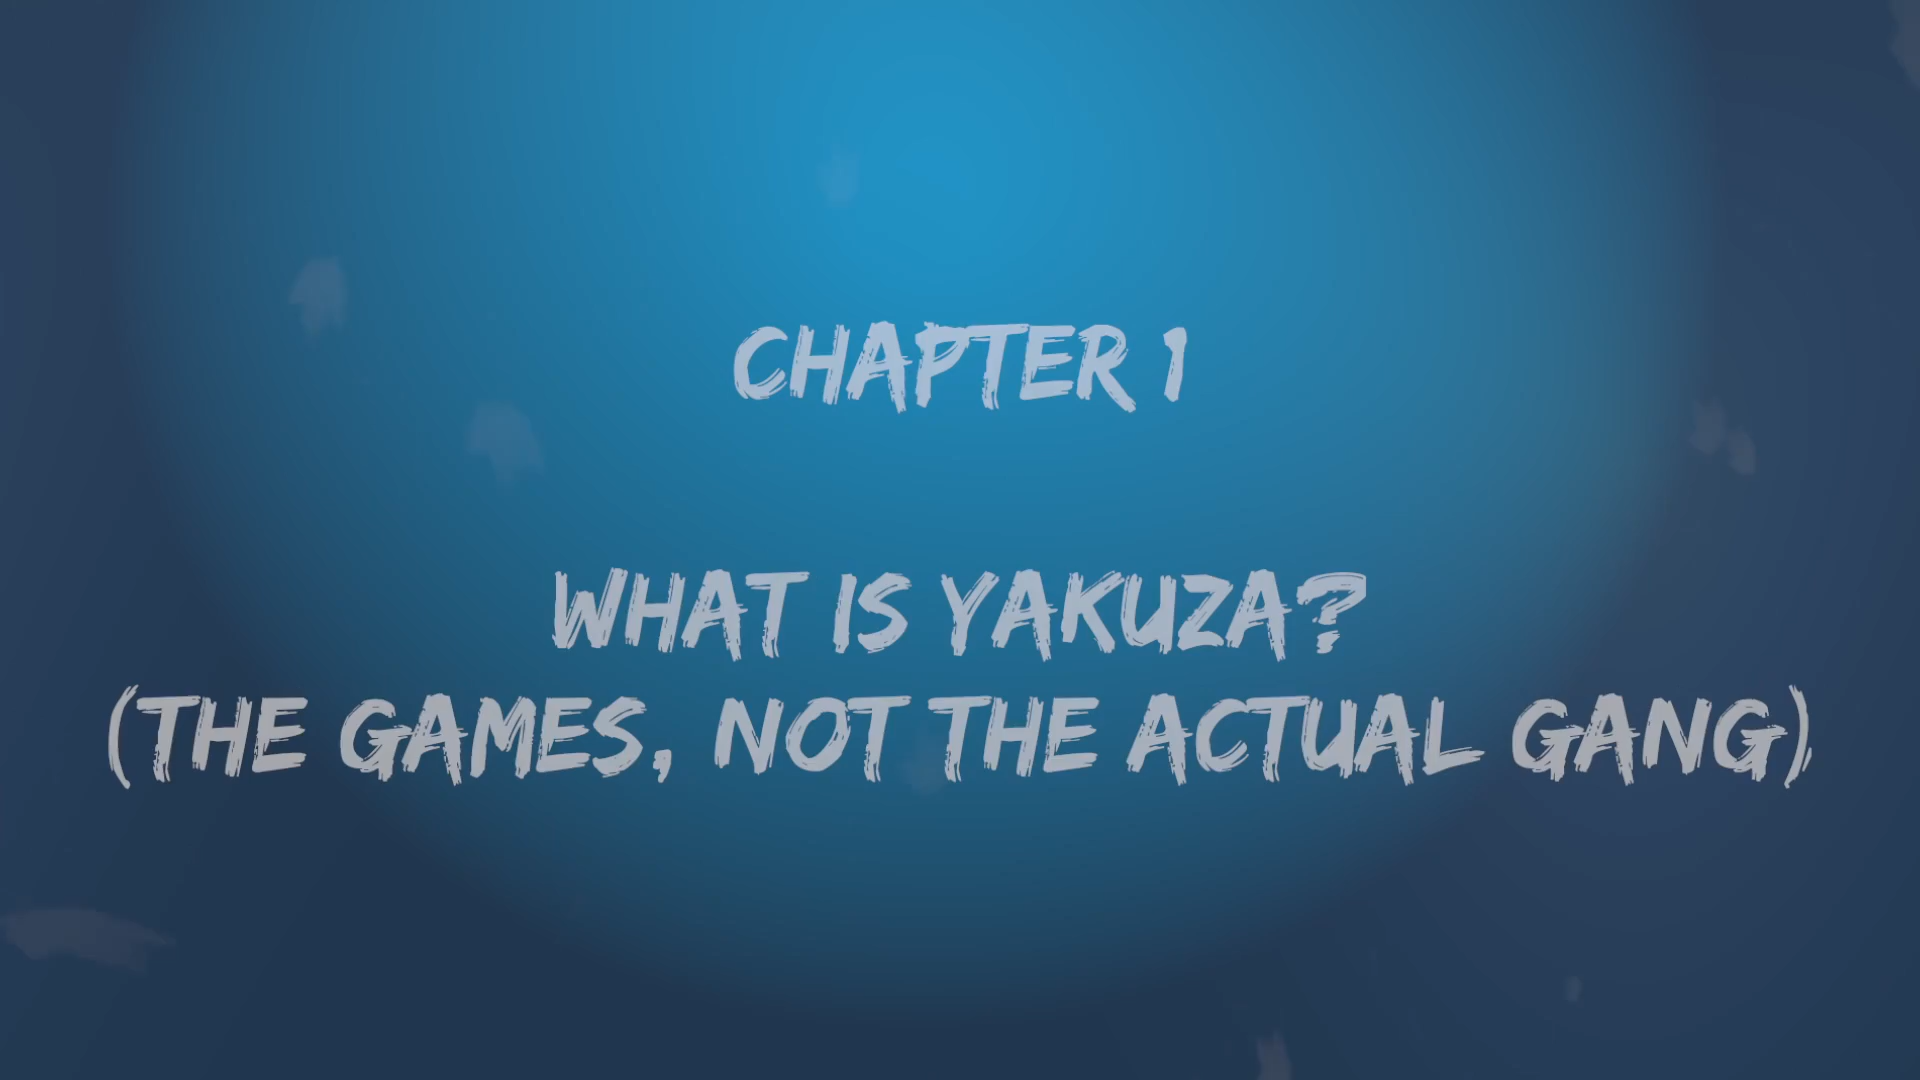 CHAPTER 1
WHAT IS YAKUZA?
(THE GAMES, NOT THE ACTUAL GANG)